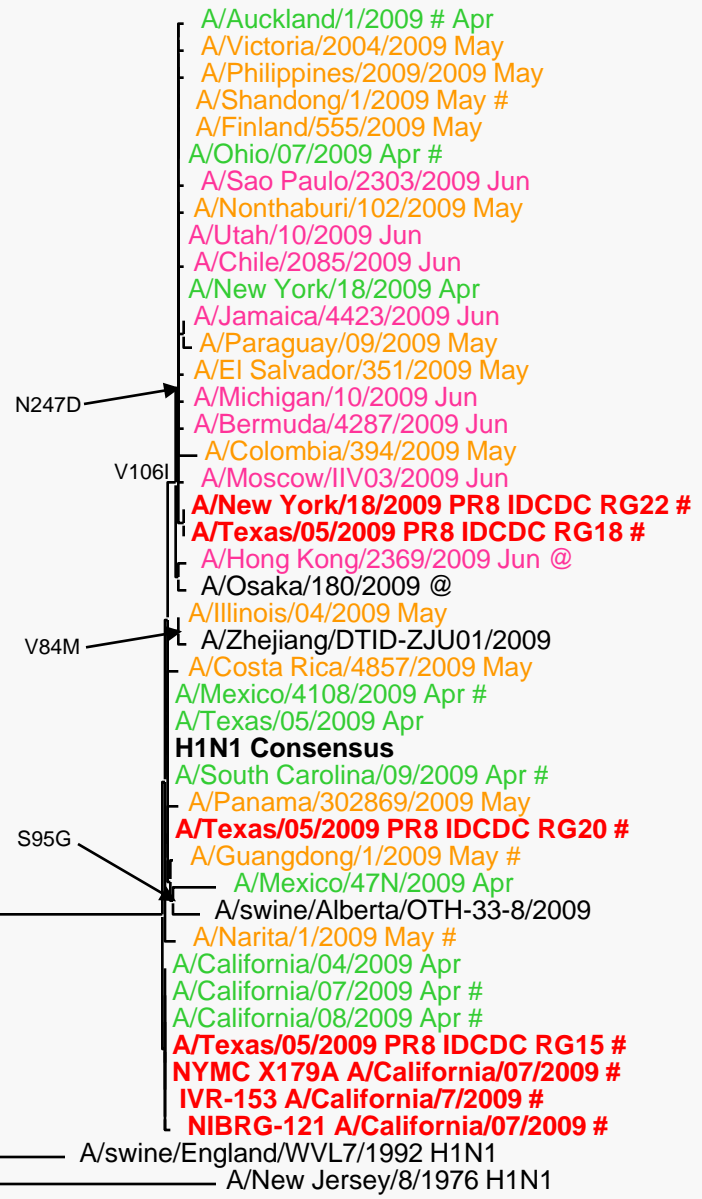 A/Auckland/1/2009 # Apr
A/Victoria/2004/2009 May
A/Philippines/2009/2009 May
A/Shandong/1/2009 May #
A/Finland/555/2009 May
A/Ohio/07/2009 Apr #
A/Sao Paulo/2303/2009 Jun
A/Nonthaburi/102/2009 May
A/Utah/10/2009 Jun
A/Chile/2085/2009 Jun
A/New York/18/2009 Apr
A/Jamaica/4423/2009 Jun
A/Paraguay/09/2009 May
A/El Salvador/351/2009 May
A/Michigan/10/2009 Jun
N247D
A/Bermuda/4287/2009 Jun
A/Colombia/394/2009 May
V106I
A/Moscow/IIV03/2009 Jun
A/New York/18/2009 PR8 IDCDC RG22 #
A/Texas/05/2009 PR8 IDCDC RG18 #
A/Hong Kong/2369/2009 Jun @
A/Osaka/180/2009 @
A/Illinois/04/2009 May
A/Zhejiang/DTID-ZJU01/2009
V84M
A/Costa Rica/4857/2009 May
A/Mexico/4108/2009 Apr #
A/Texas/05/2009 Apr
H1N1 Consensus
A/South Carolina/09/2009 Apr #
A/Panama/302869/2009 May
A/Texas/05/2009 PR8 IDCDC RG20 #
S95G
A/Guangdong/1/2009 May #
A/Mexico/47N/2009 Apr
A/swine/Alberta/OTH-33-8/2009
A/Narita/1/2009 May #
A/California/04/2009 Apr
A/California/07/2009 Apr #
A/California/08/2009 Apr #
A/Texas/05/2009 PR8 IDCDC RG15 #
NYMC X179A A/California/07/2009 #
IVR-153 A/California/7/2009 #
NIBRG-121 A/California/07/2009 #
A/swine/England/WVL7/1992 H1N1
A/New Jersey/8/1976 H1N1